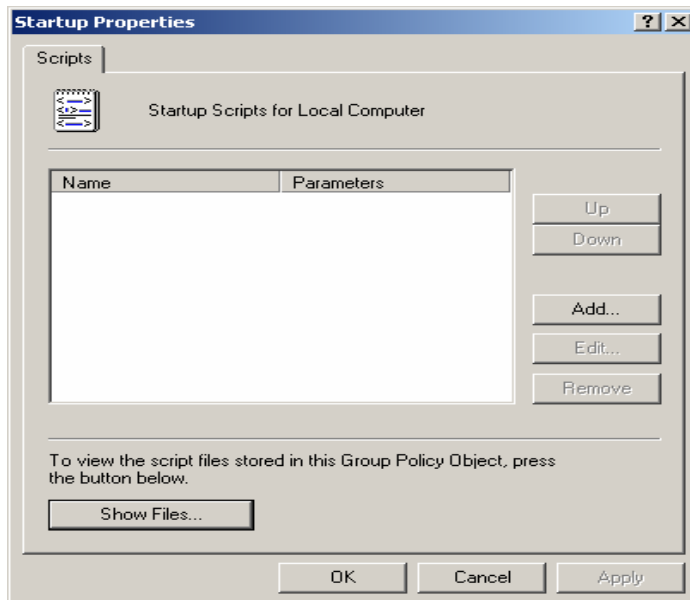 Startup Properties
Scripts
Startup Scripts for Local Computer
Name Parameters
Up
Down
Add...
Edit...
Remove
To view the script files stored in this Group Policy Object, press
the button below.
Show Files...
OK Cancel Apply